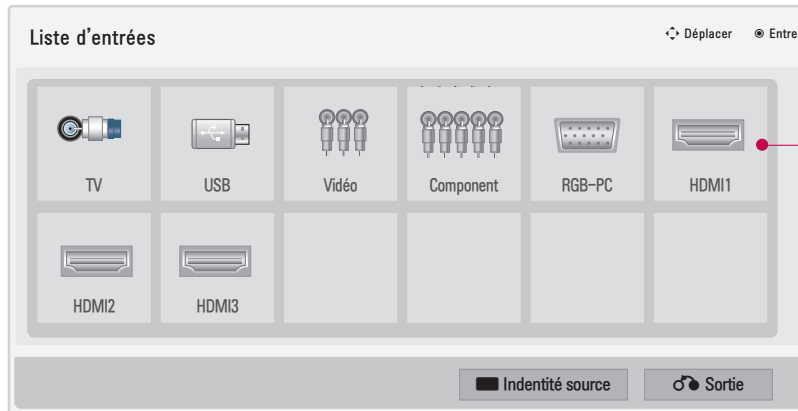 Liste d'entrées
Déplacer Entre
TV USB Vidéo Component RGB-PC HDMI1
HDMI2 HDMI3
Indentité source Sortie